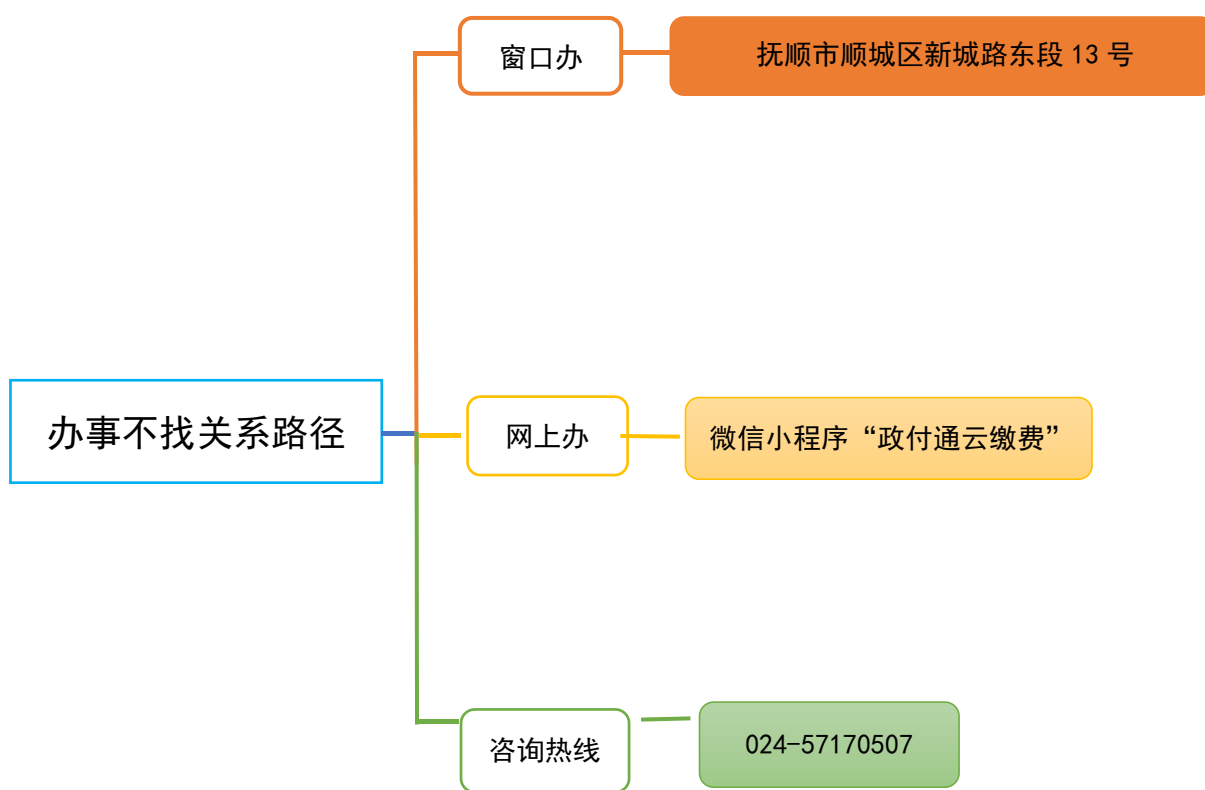 窗口办
抚顺市顺城区新城路东段 13 号
办事不找关系路径
网上办
微信小程序“政付通云缴费”
咨询热线
024-57170507